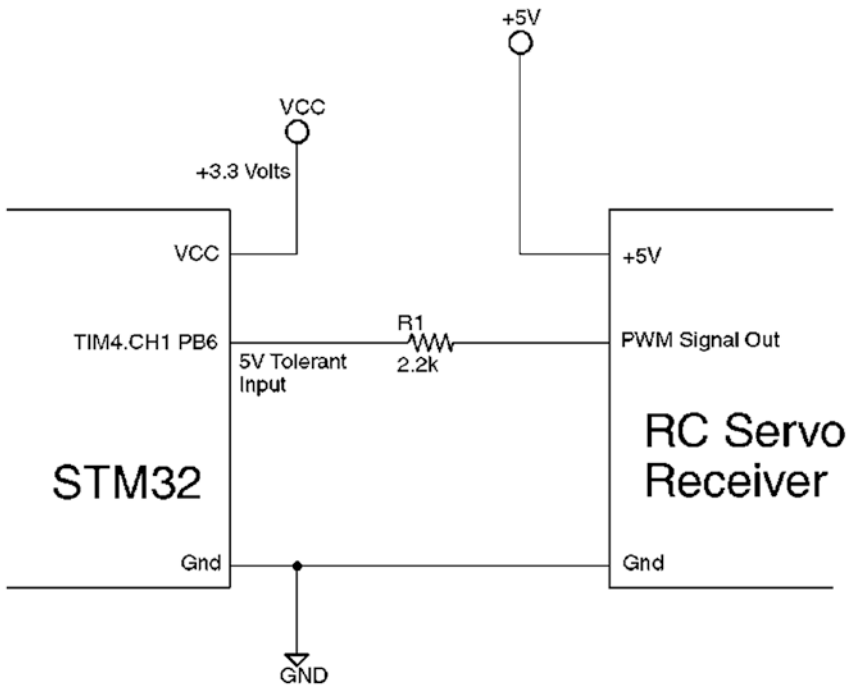 +5V
VCC
+3.3 Volts
VCC
+5V
TIM4.CH1 PB6
R1
PWM Signal Out
5V Tolerant
2.2k
Input
RC Servo
STM32
Receiver
Gnd
Gnd
GND